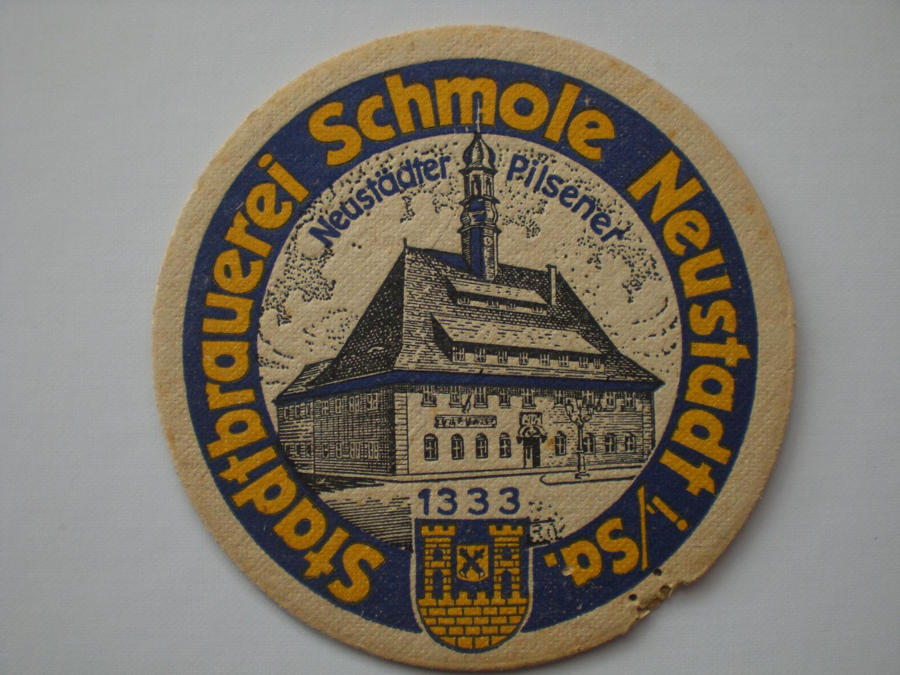 Stadtbrauerei Schmole Neustadt i./Sa.
Neustädter Pilsener
1333